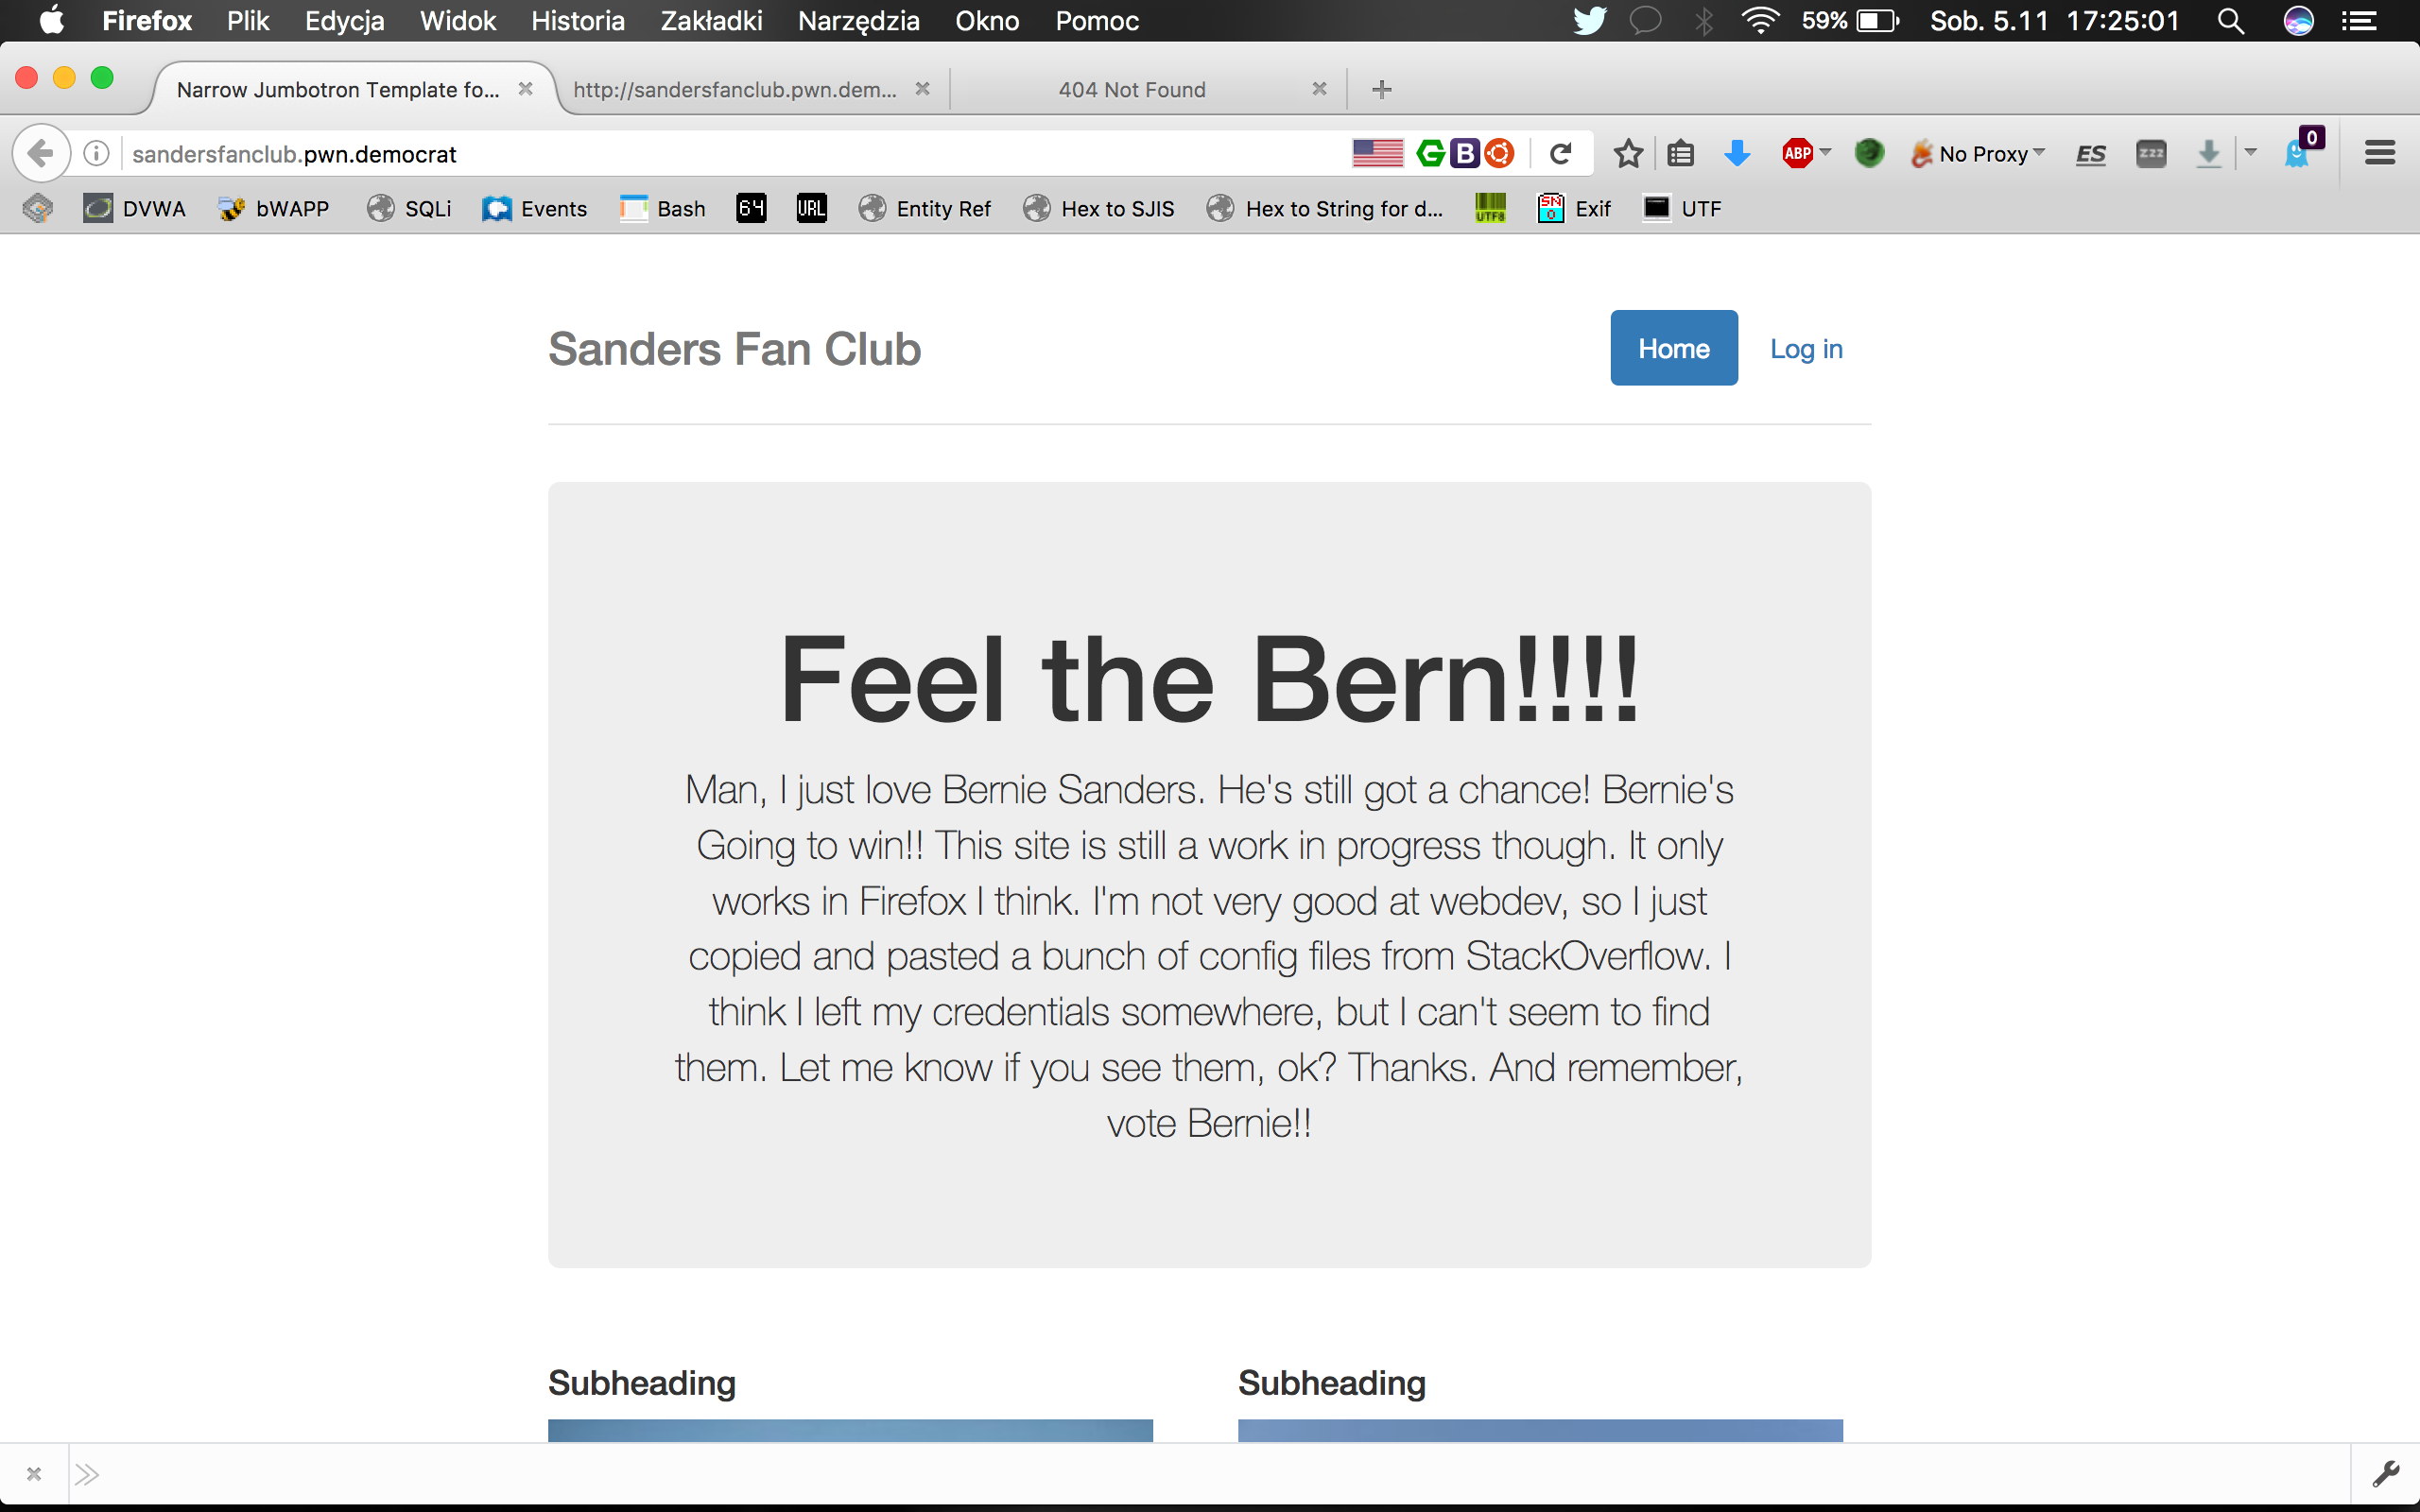 Firefox Plik Edycja Widok Historia Zakładki Narzędzia Okno Pomoc 59% Sob. 5.11 17:25:01
Narrow Jumbotron Template fo... http://sandersfanclub.pwn.dem... 404 Not Found
sandersfanclub.pwn.democrat G B ABP No Proxy ES zzz 0
DVWA bWAPP SQLi Events Bash 64 URL Entity Ref Hex to SJIS Hex to String for d... UTF8 SNO Exif UTF
Sanders Fan Club Home Log in
Feel the Bern!!!!
Man, I just love Bernie Sanders. He's still got a chance! Bernie's
Going to win!! This site is still a work in progress though. It only
works in Firefox I think. I'm not very good at webdev, so I just
copied and pasted a bunch of config files from StackOverflow. I
think I left my credentials somewhere, but I can't seem to find
them. Let me know if you see them, ok? Thanks. And remember,
vote Bernie!!
Subheading Subheading